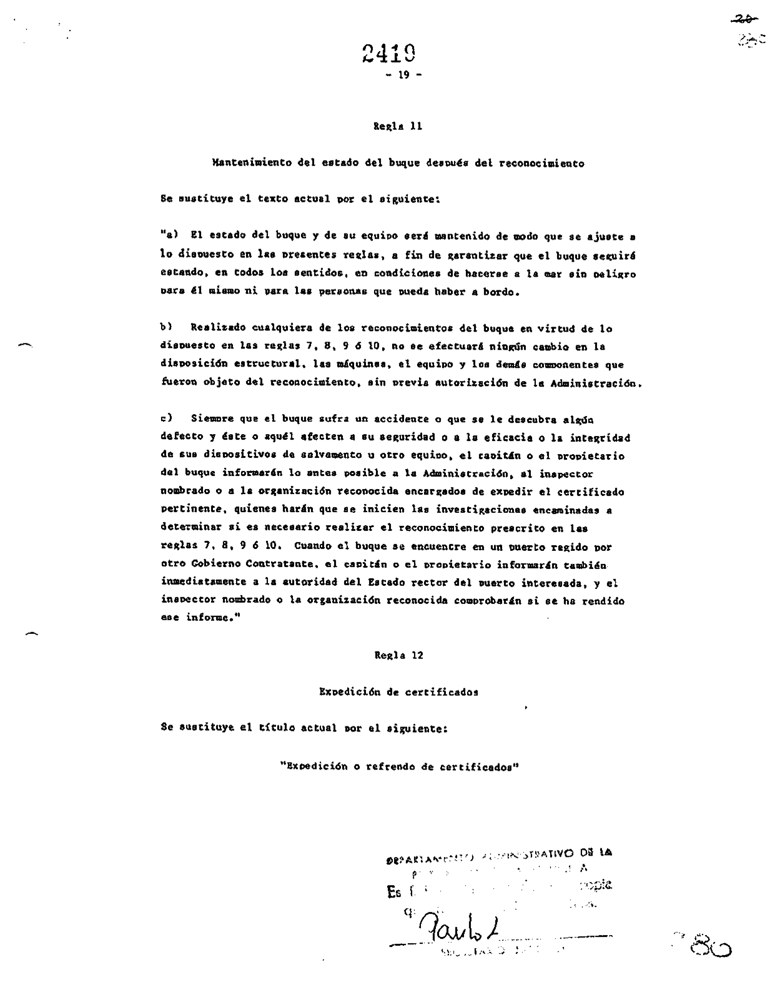 20
2419
- 19 -
Regla 11
Mantenimiento del estado del buque después del reconocimiento
Se sustituye el texto actual por el siguiente:
"a) El estado del buque y de su equipo será mantenido de modo que se ajuste a
lo dispuesto en las presentes reglas, a fin de garantizar que el buque seguirá
estando, en todos los sentidos, en condiciones de hacerse a la mar sin peligro
para él mismo ni para las personas que pueda haber a bordo.
b) Realizado cualquiera de los reconocimientos del buque en virtud de lo
dispuesto en las reglas 7, 8, 9 ó 10, no se efectuará ningún cambio en la
disposición estructural, las máquinas, el equipo y los demás componentes que
fueron objeto del reconocimiento, sin previa autorización de la Administración.
c) Siempre que el buque sufra un accidente o que se le descubra algún
defecto y éste o aquél afecten a su seguridad o a la eficacia o la integridad
de sus dispositivos de salvamento u otro equipo, el capitán o el propietario
del buque informarán lo antes posible a la Administración, al inspector
nombrado o a la organización reconocida encargados de expedir el certificado
pertinente, quienes harán que se inicien las investigaciones encaminadas a
determinar si es necesario realizar el reconocimiento prescrito en las
reglas 7, 8, 9 ó 10. Cuando el buque se encuentre en un puerto regido por
otro Gobierno Contratante, el capitán o el propietario informarán también
inmediatamente a la autoridad del Estado rector del puerto interesada, y el
inspector nombrado o la organización reconocida comprobarán si se ha rendido
ese informe."
Regla 12
Expedición de certificados
Se sustituye el título actual por el siguiente:
"Expedición o refrendo de certificados"
DEPARTAMENTO ADMINISTRATIVO DE LA
Es
copia
80